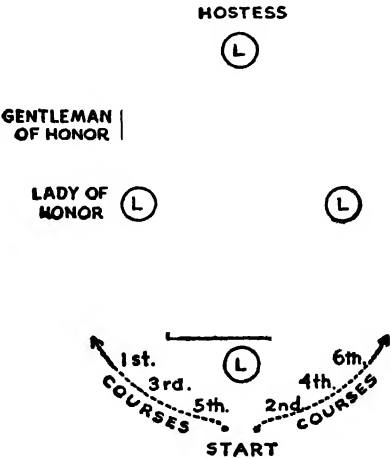 HOSTESS
L
GENTLEMAN
OF HONOR
LADY OF
HONOR
L
L
L
1st.
3rd.
5th.
COURSES
6th.
4th.
2nd.
COURSES
START